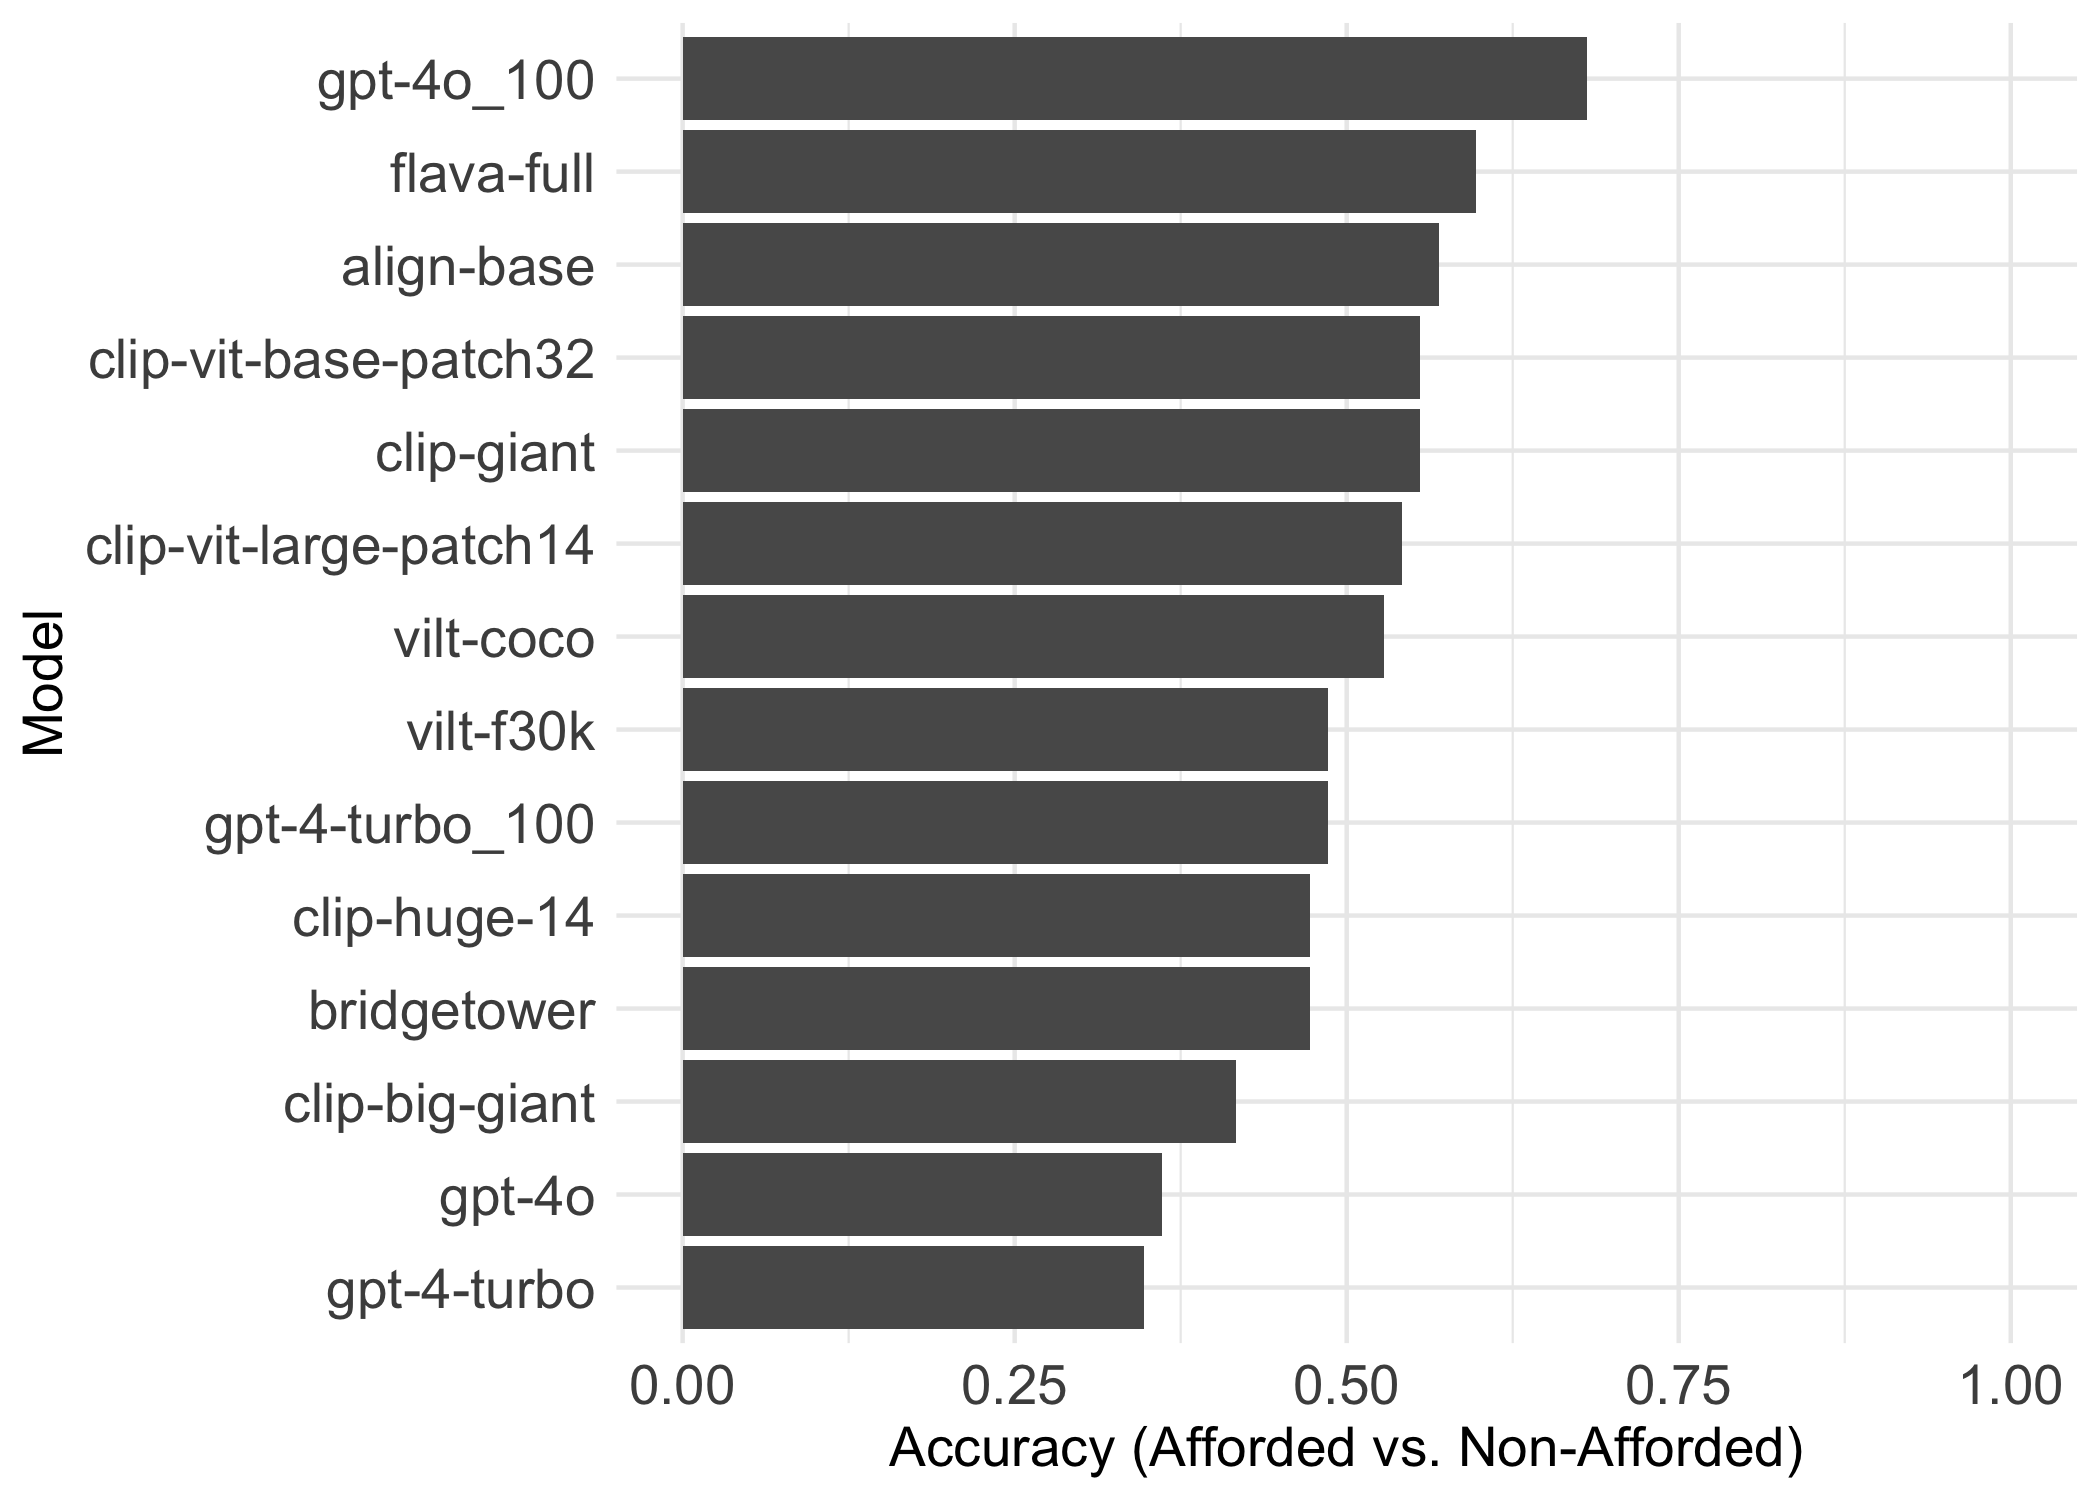 gpt-4o_100
flava-full
align-base
clip-vit-base-patch32
clip-giant
clip-vit-large-patch14
vilt-coco
vilt-f30k
gpt-4-turbo_100
clip-huge-14
bridgetower
clip-big-giant
gpt-4o
gpt-4-turbo
Model
0.00 0.25 0.50 0.75 1.00
Accuracy (Afforded vs. Non-Afforded)